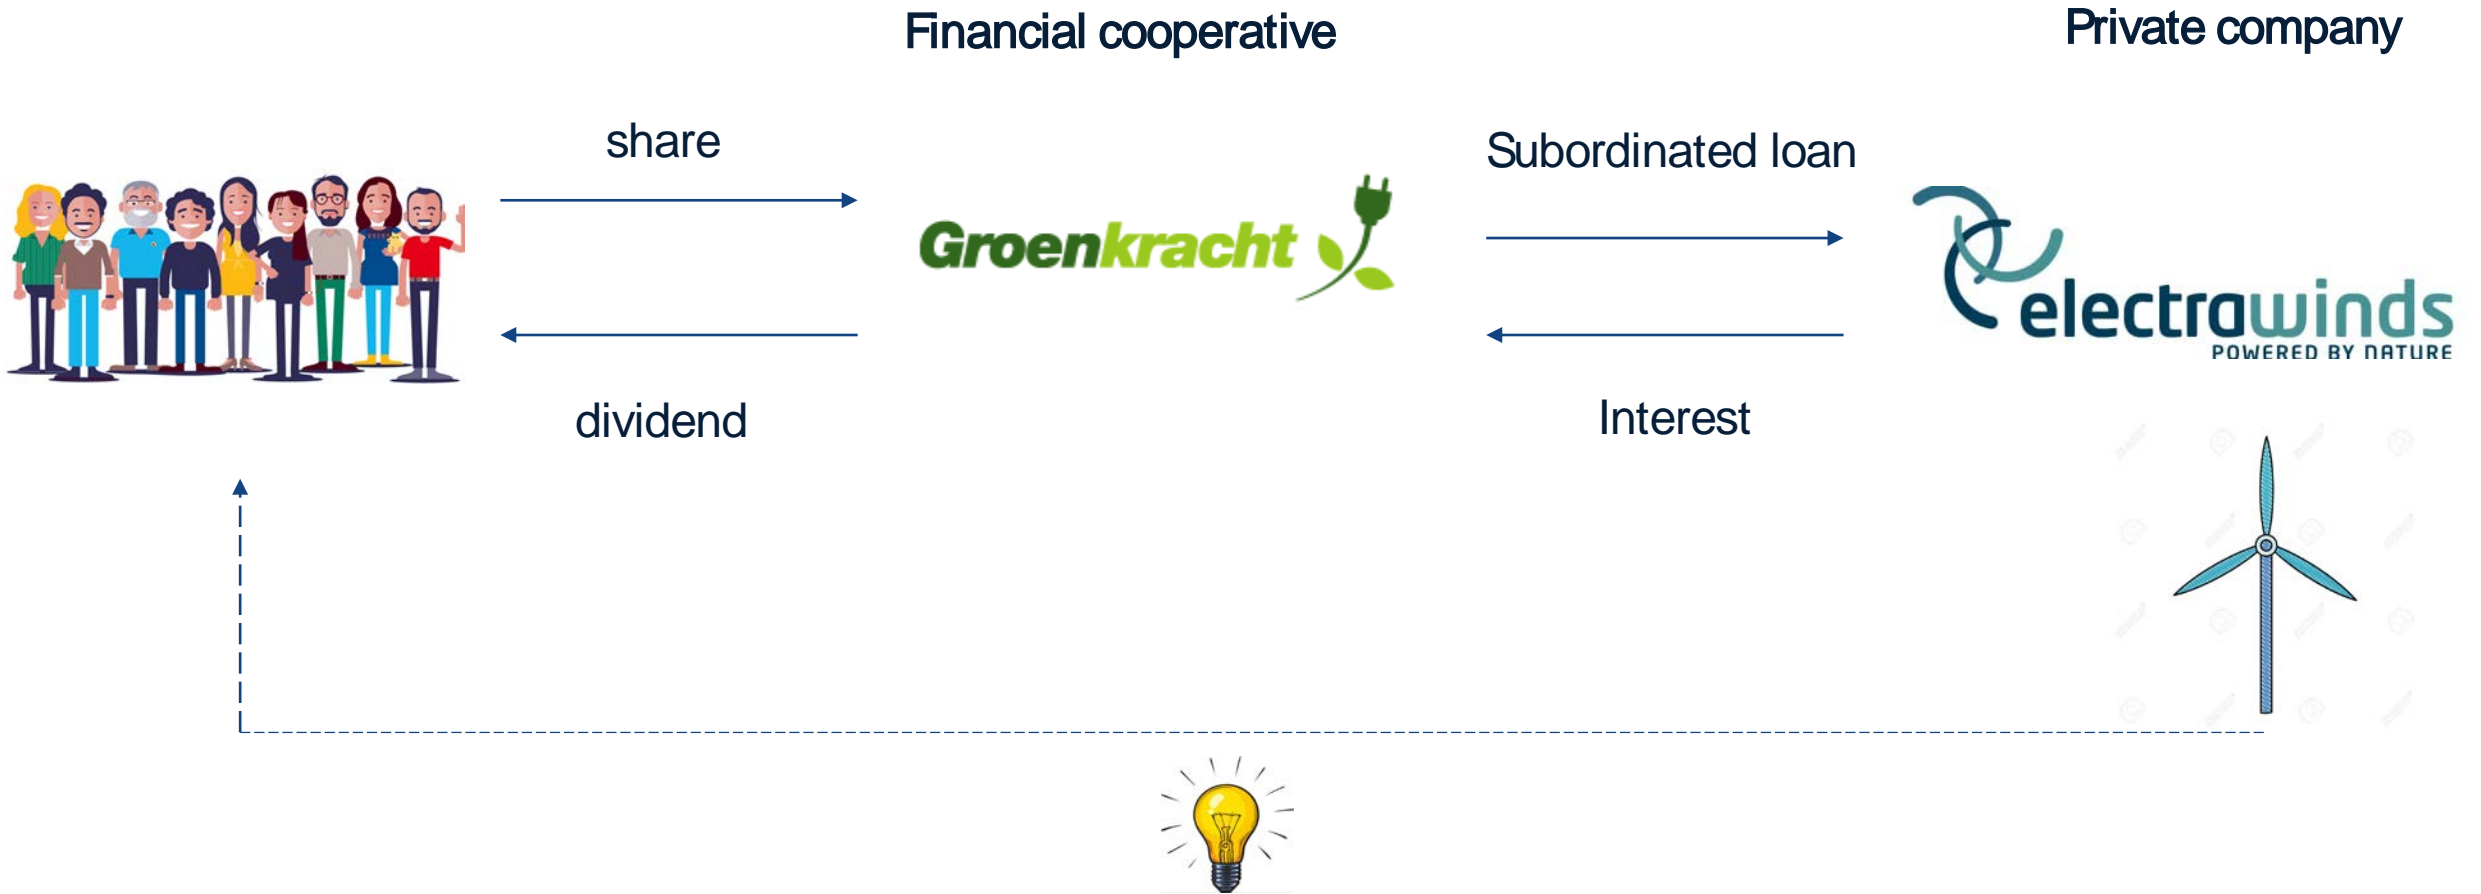 Financial cooperative
Private company
share
Subordinated loan
Groenkracht
electrawinds
POWERED BY NATURE
dividend
Interest